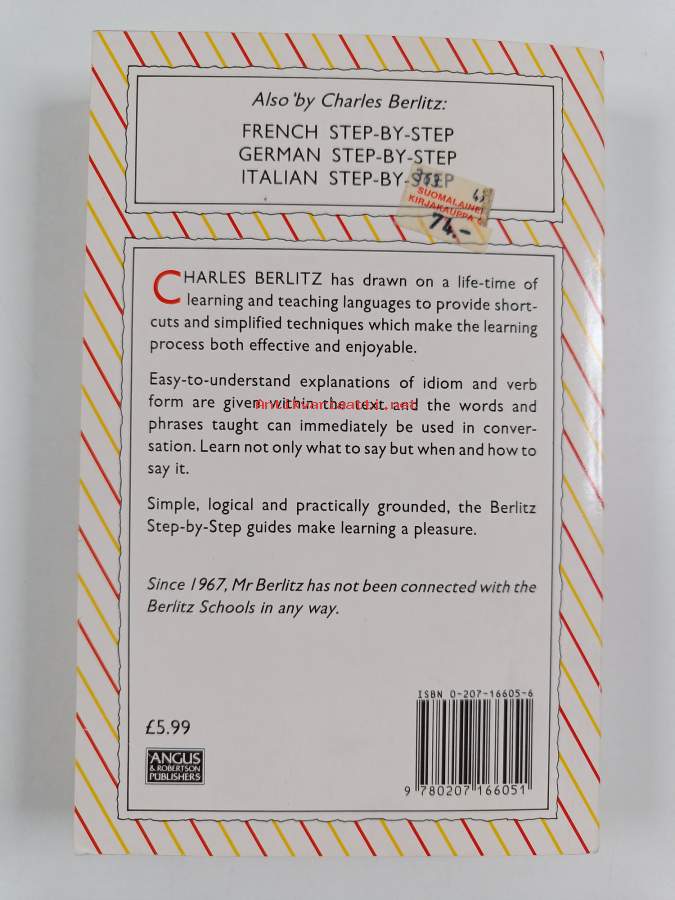 Also by Charles Berlitz:
FRENCH STEP-BY-STEP
GERMAN STEP-BY-STEP
ITALIAN STEP-BY-STEP
45
SUOMALAINEN
KIRJAKAUPPA
74.-
CHARLES BERLITZ has drawn on a life-time of
learning and teaching languages to provide short-
cuts and simplified techniques which make the learning
process both effective and enjoyable.
Easy-to-understand explanations of idiom and verb
form are given within the text and the words and
Antikvariaatti.net
phrases taught can immediately be used in conver-
sation. Learn not only what to say but when and how to
say it.
Simple, logical and practically grounded, the Berlitz
Step-by-Step guides make learning a pleasure.
Since 1967, Mr Berlitz has not been connected with the
Berlitz Schools in any way.
ISBN 0-207-16605-6
£5.99
ANGUS
& ROBERTSON
PUBLISHERS
9 780207 166051